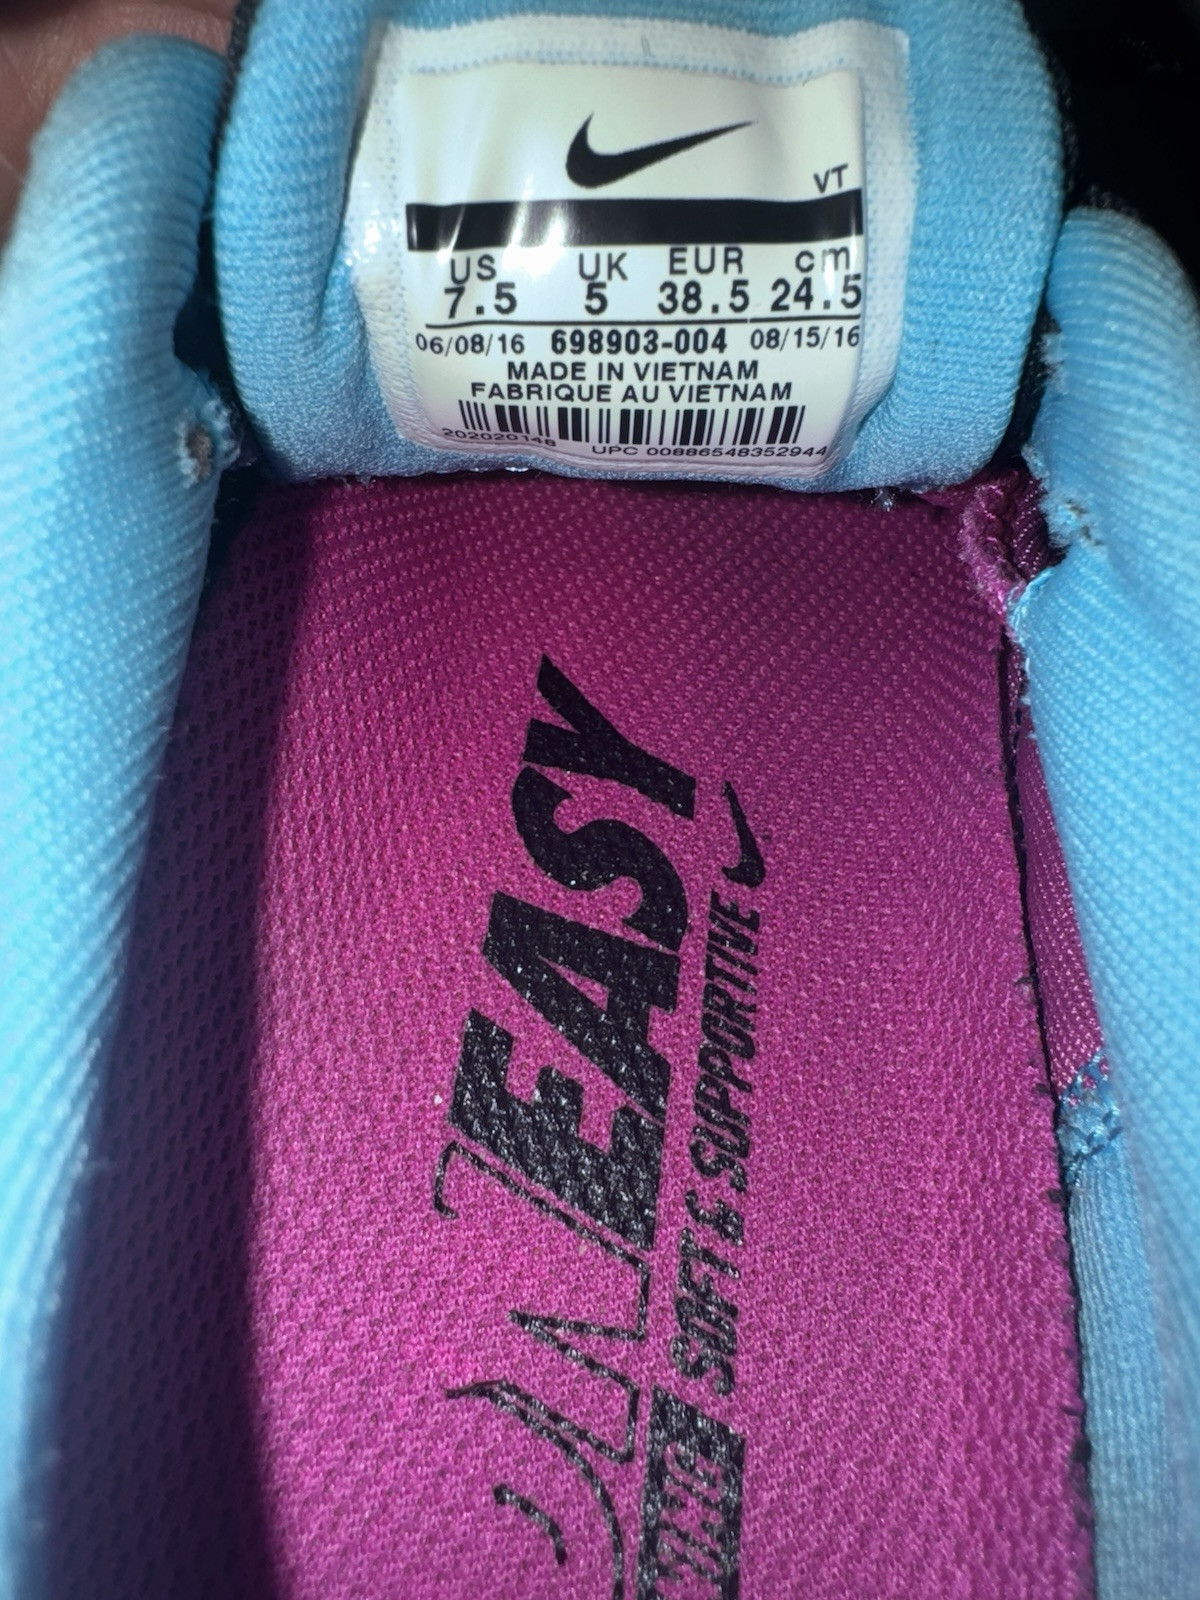 VT
US UK EUR cm
7.5 5 38.5 24.5
06/08/16 698903-004 08/15/16
MADE IN VIETNAM
FABRIQUE AU VIETNAM
202020148
UPC 00886548352944
EASY
SOFT & SUPPORTIVE